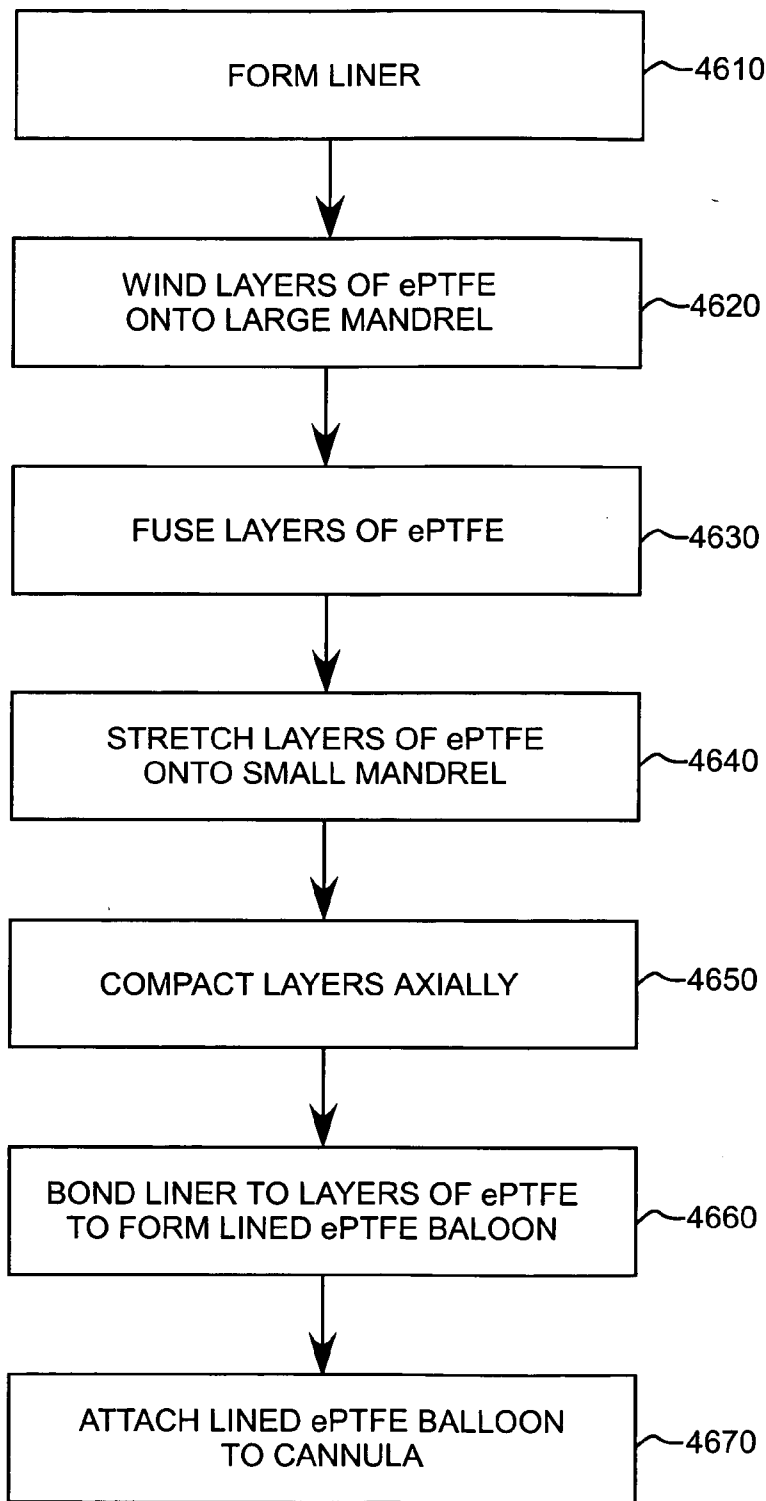 FORM LINER
4610
WIND LAYERS OF ePTFE
ONTO LARGE MANDREL
4620
FUSE LAYERS OF ePTFE
4630
STRETCH LAYERS OF ePTFE
ONTO SMALL MANDREL
4640
COMPACT LAYERS AXIALLY
4650
BOND LINER TO LAYERS OF ePTFE
TO FORM LINED ePTFE BALOON
4660
ATTACH LINED ePTFE BALLOON
TO CANNULA
4670